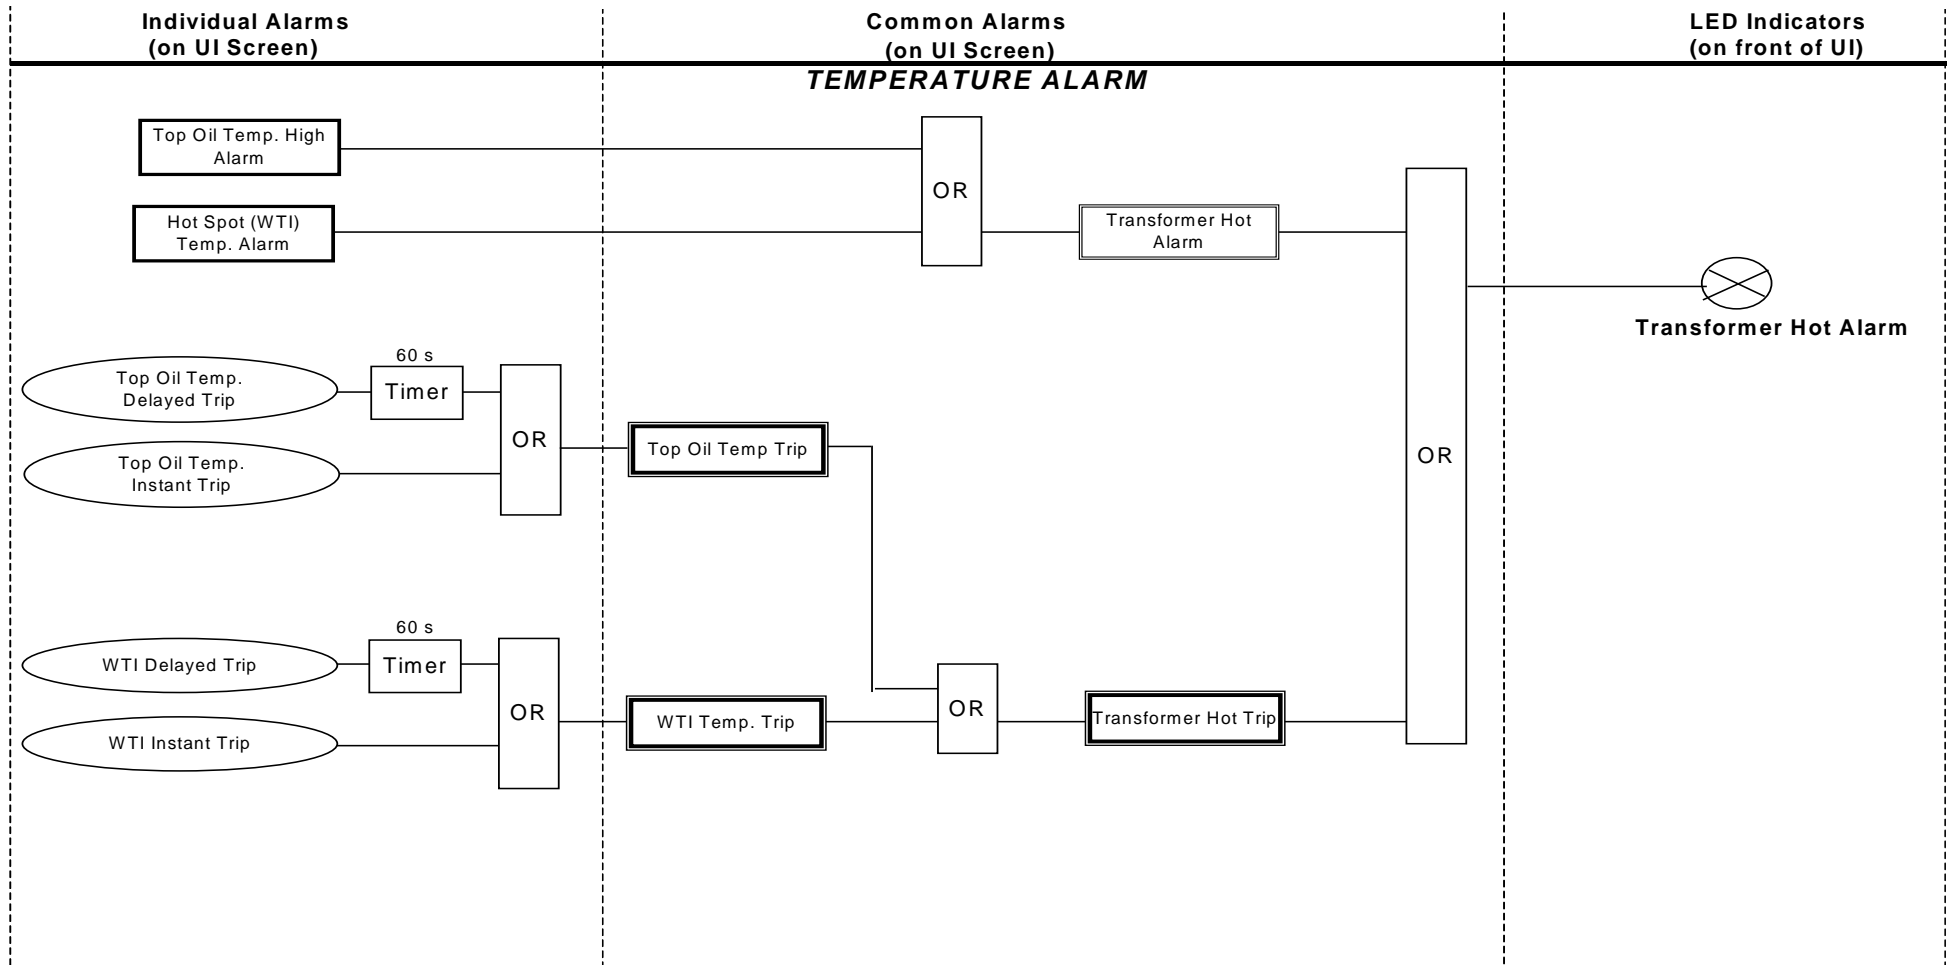 Individual Alarms
(on UI Screen)
Common Alarms
(on UI Screen)
LED Indicators
(on front of UI)
TEMPERATURE ALARM
Top Oil Temp. High
Alarm
OR
Hot Spot (WTI)
Temp. Alarm
Transformer Hot
Alarm
Transformer Hot Alarm
60 s
Top Oil Temp.
Delayed Trip
Timer
OR
Top Oil Temp Trip
OR
Top Oil Temp.
Instant Trip
60 s
WTI Delayed Trip
Timer
OR
WTI Temp. Trip
OR
Transformer Hot Trip
WTI Instant Trip